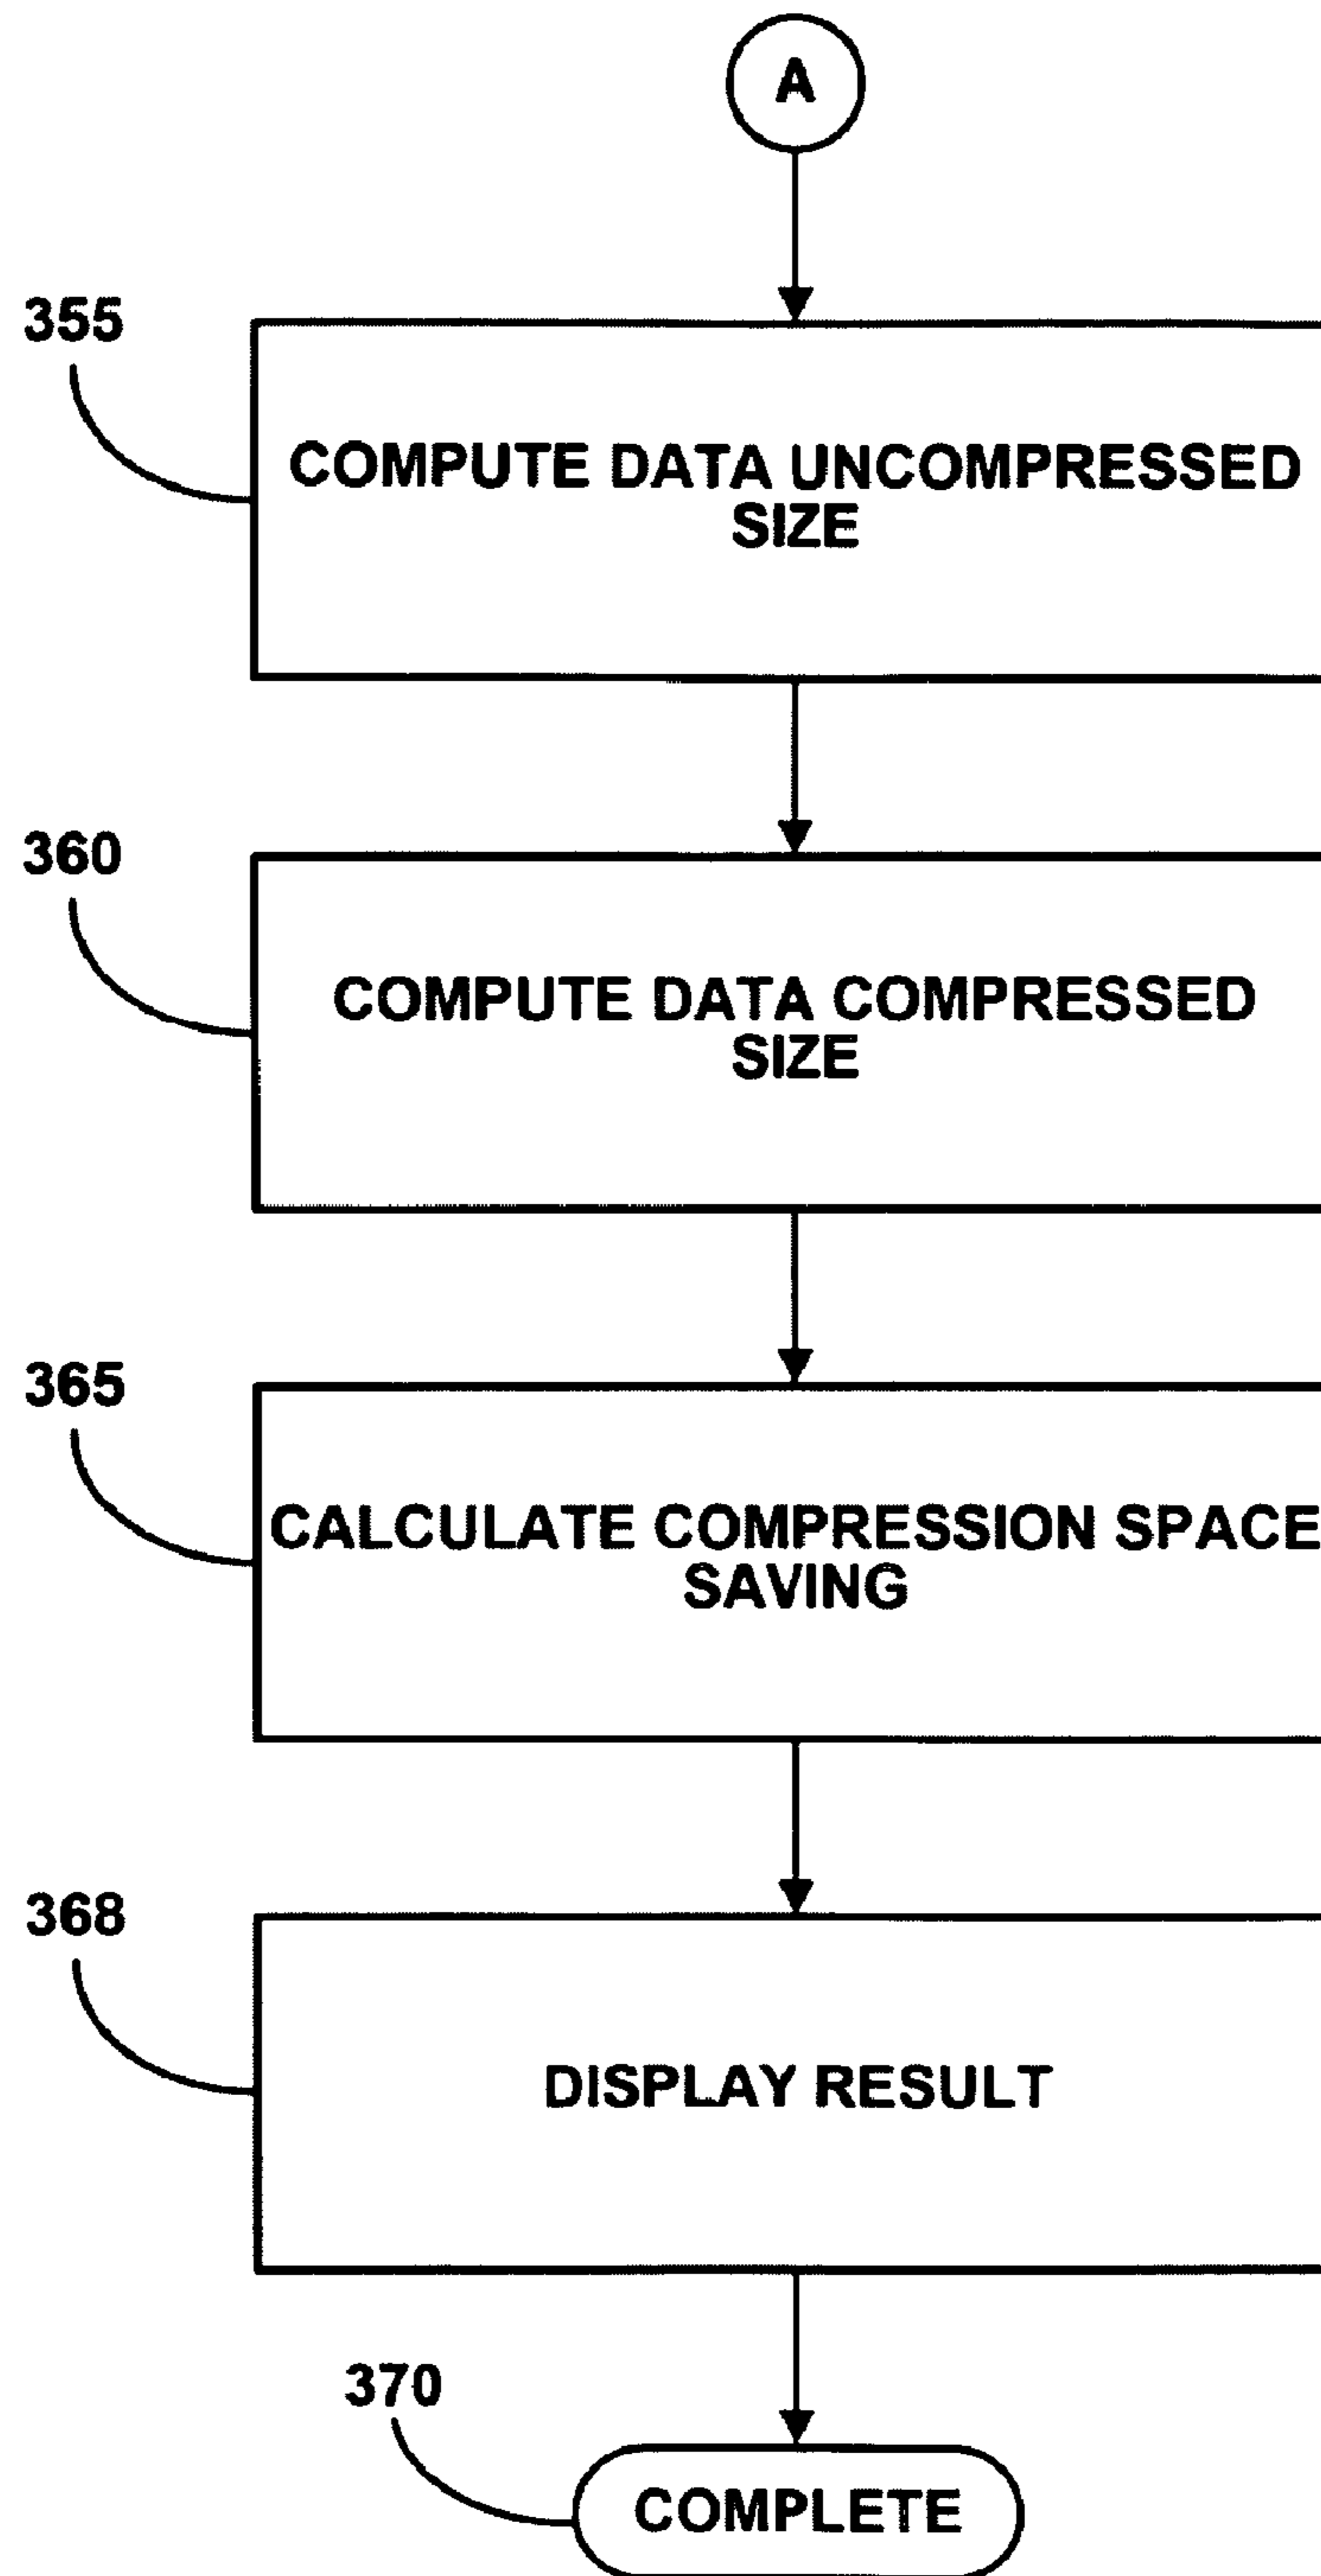 A
355
COMPUTE DATA UNCOMPRESSED
SIZE
360
COMPUTE DATA COMPRESSED
SIZE
365
CALCULATE COMPRESSION SPACE
SAVING
368
DISPLAY RESULT
370
COMPLETE